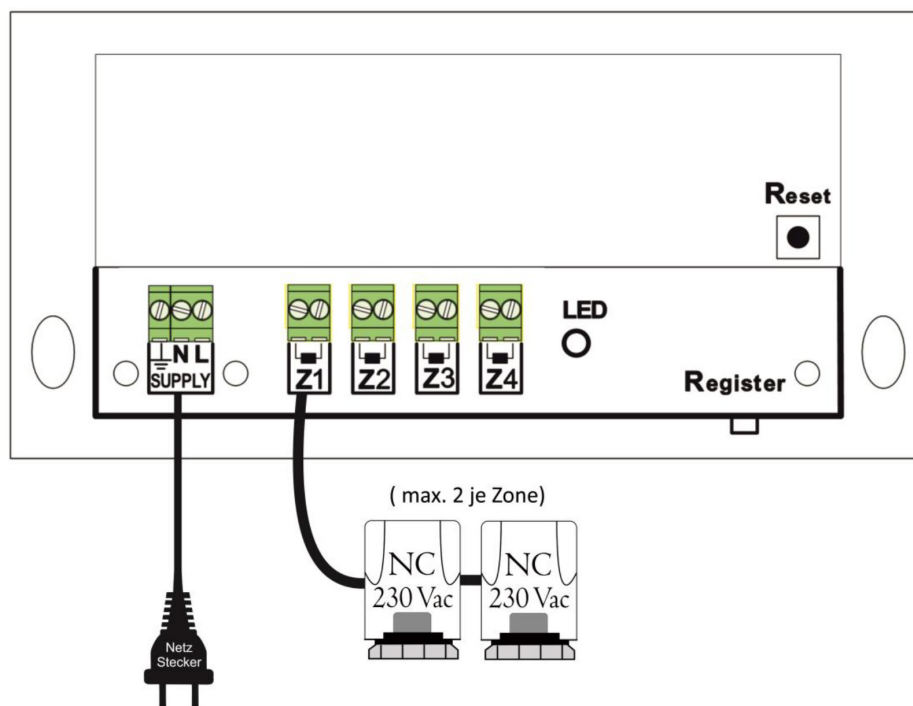 Reset
LED
N L
SUPPLY
Z1 Z2 Z3 Z4
Register
( max. 2 je Zone)
NC NC
230 Vac 230 Vac
Netz
Stecker